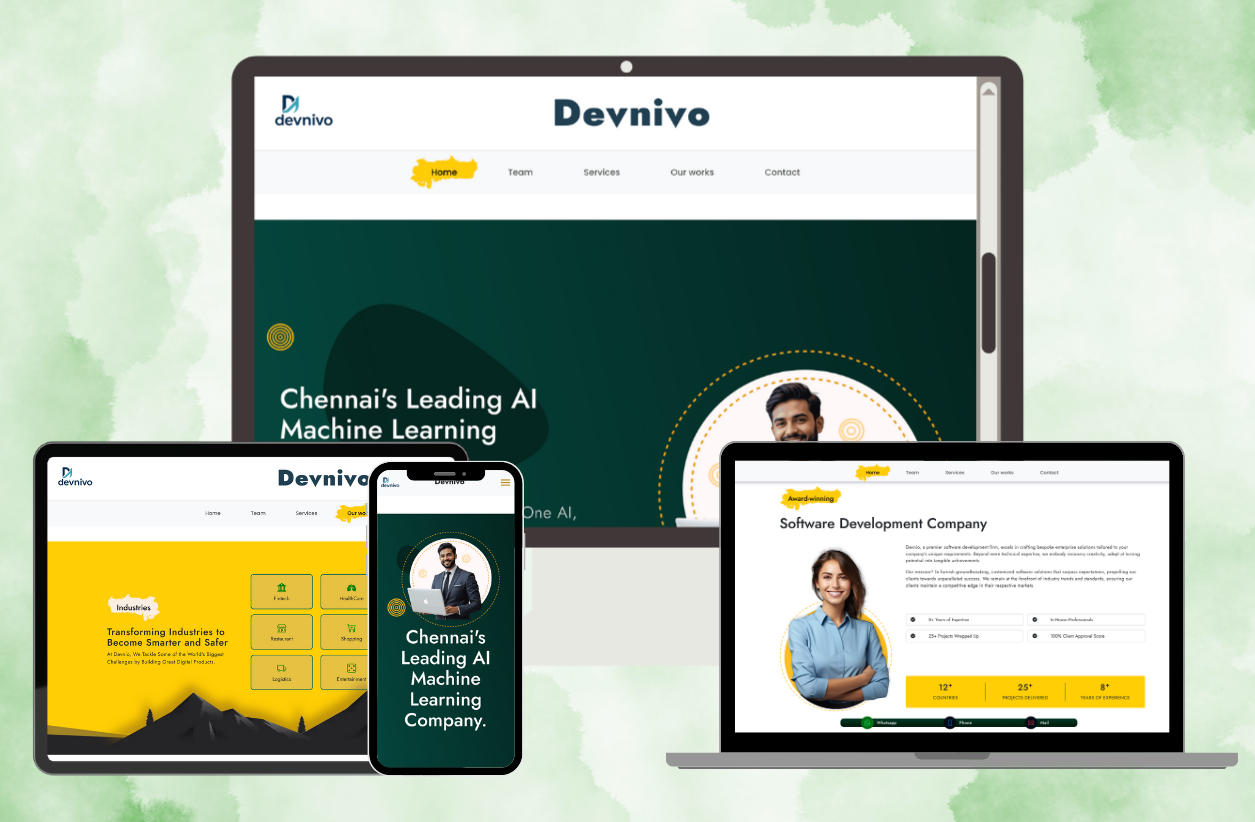 devnivo
Devnivo
Home
Team
Services
Our works
Contact
Chennai's Leading AI
Machine Learning
One AI,
devnivo
Devnivo
Home
Team
Services
Our wo
Industries
Transforming Industries to
Become Smarter and Safer
At Devnio, We Tackle Some of the World's Biggest
Challenges by Building Great Digital Products.
Fintech
HealthCare
Restaurant
Shopping
Logistics
Entertainment
devnivo
Devnivo
Chennai's
Leading AI
Machine
Learning
Company.
Home
Team
Services
Our works
Contact
Award-winning
Software Development Company
Devnio, a premier software development firm, excels in crafting bespoke enterprise solutions tailored to your
company's unique requirements. Beyond mere technical expertise, we embody visionary creativity, adept at turning
potential into tangible achievements.
Our mission? To furnish groundbreaking, customized software solutions that surpass expectations, propelling our
clients towards unparalleled success. We remain at the forefront of industry trends and standards, ensuring our
clients maintain a competitive edge in their respective markets.
8+ Years of Expertise
In-House Professionals
25+ Projects Wrapped Up
100% Client Approval Score
12+
COUNTRIES
25+
PROJECTS DELIVERED
8+
YEARS OF EXPERIENCE
Whatsapp
Phone
Mail